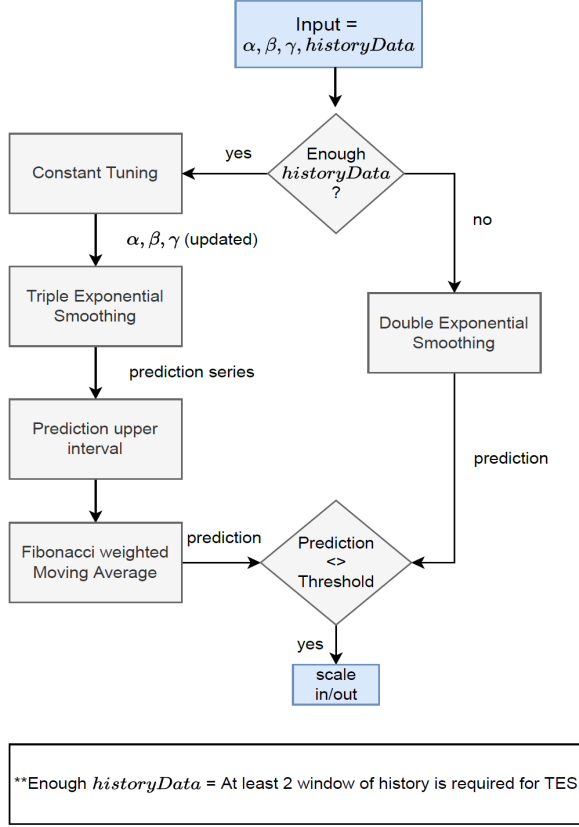 Input =
α, β, γ, historyData
Enough
historyData
?
yes
no
Constant Tuning
α, β, γ (updated)
Triple Exponential
Smoothing
Double Exponential
Smoothing
prediction series
Prediction upper
interval
prediction
Fibonacci weighted
Moving Average
prediction
Prediction
<>
Threshold
yes
scale
in/out
**Enough historyData = At least 2 window of history is required for TES